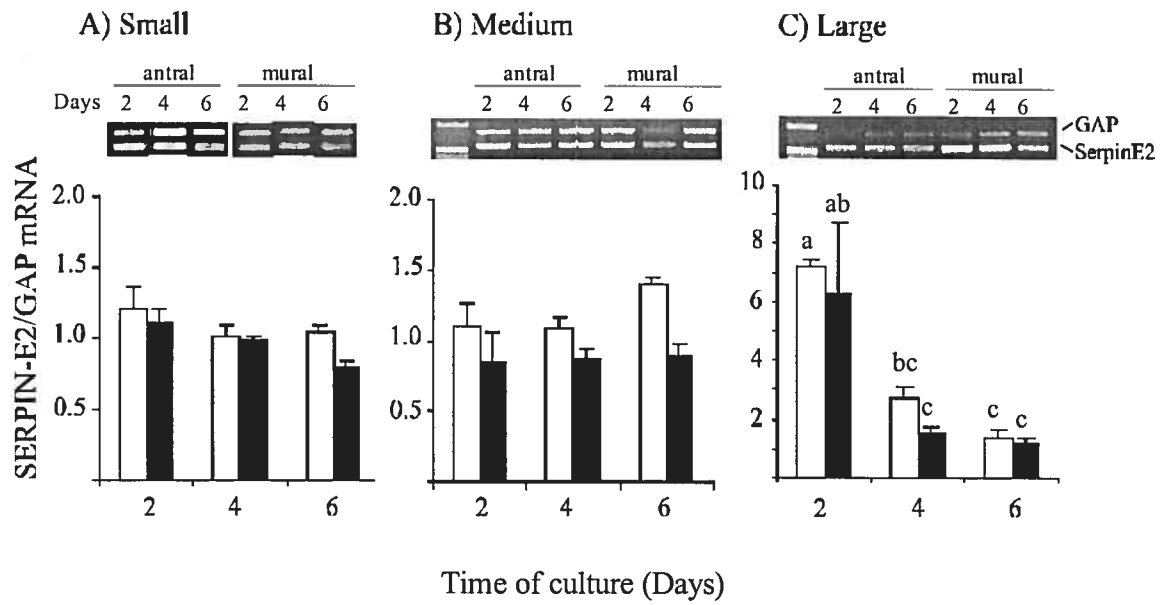 A) Small
B) Medium
C) Large
antral mural
antral mural
antral mural
Days 2 4 6 2 4 6
2 4 6 2 4 6
2 4 6 2 4 6
GAP
SerpinE2
SERPIN-E2/GAP mRNA
2.0
1.5
1.0
0.5
2 4 6
2.0
1.5
1.0
0.5
2 4 6
10
8
6
4
2
a ab bc c c c
2 4 6
Time of culture (Days)